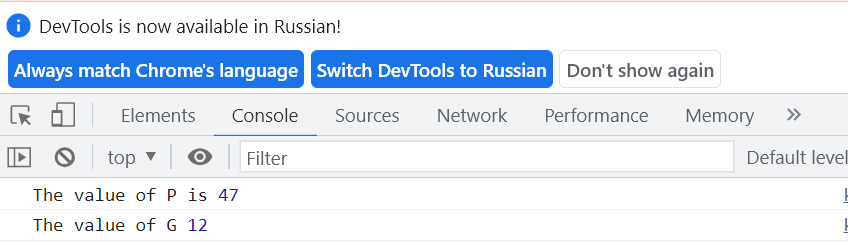 DevTools is now available in Russian!
Always match Chrome's language Switch DevTools to Russian Don't show again
Elements Console Sources Network Performance Memory
top Filter Default level
The value of P is 47
The value of G 12